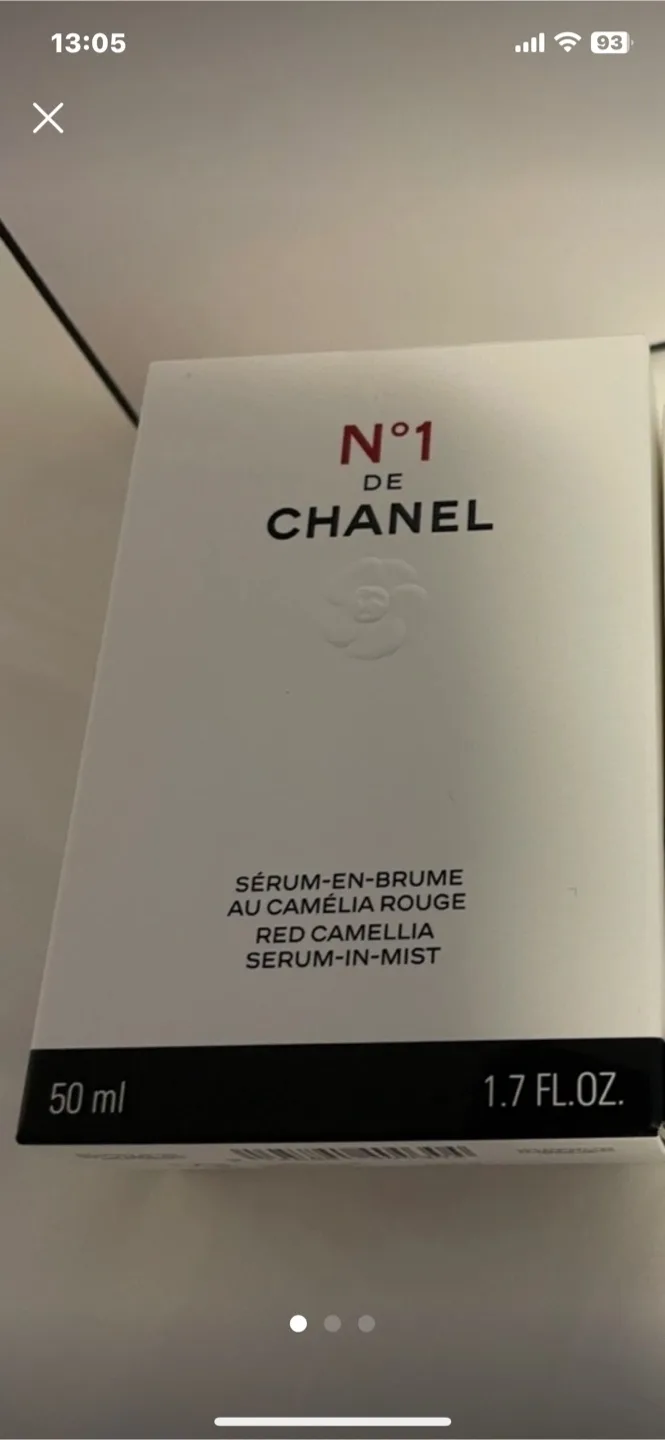 13:05
93
N°1
DE
CHANEL
SÉRUM-EN-BRUME
AU CAMÉLIA ROUGE
RED CAMELLIA
SERUM-IN-MIST
50 ml
1.7 FL.OZ.